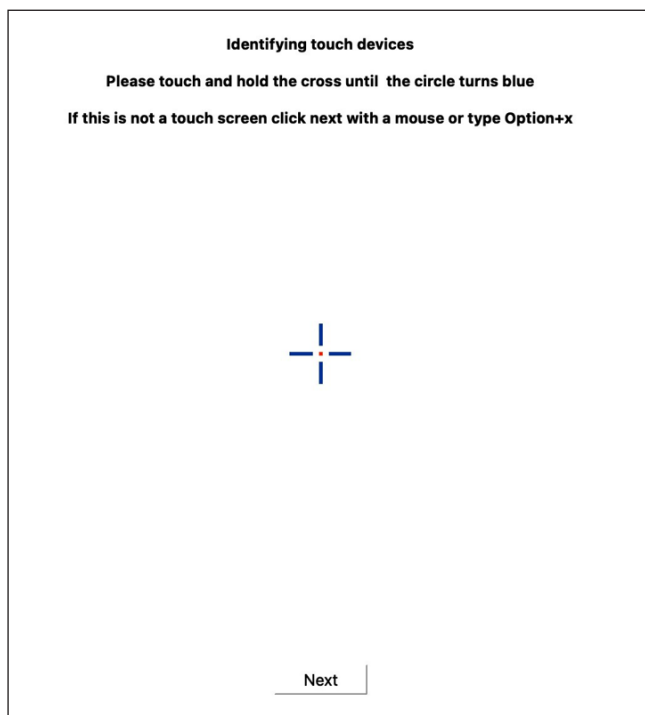 Identifying touch devices
Please touch and hold the cross until  the circle turns blue
If this is not a touch screen click next with a mouse or type Option+x
Next